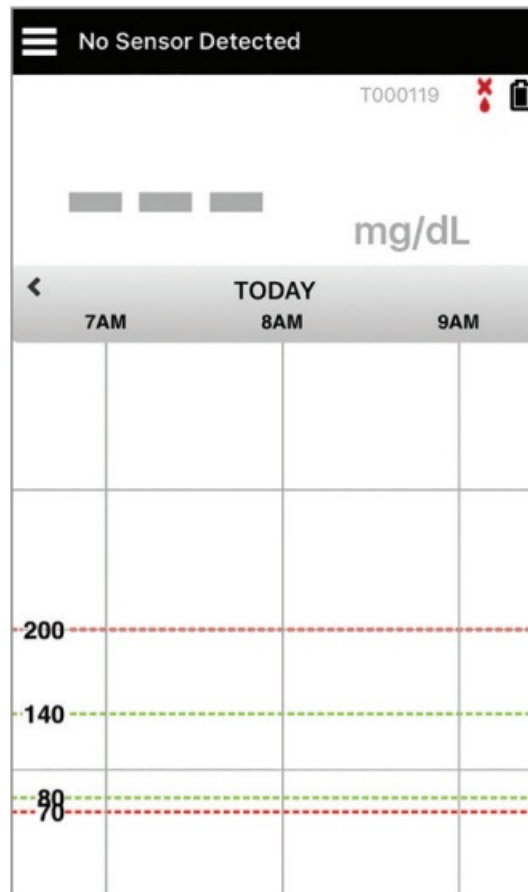 No Sensor Detected
T000119
mg/dL
TODAY
7AM 8AM 9AM
200
140
80
70